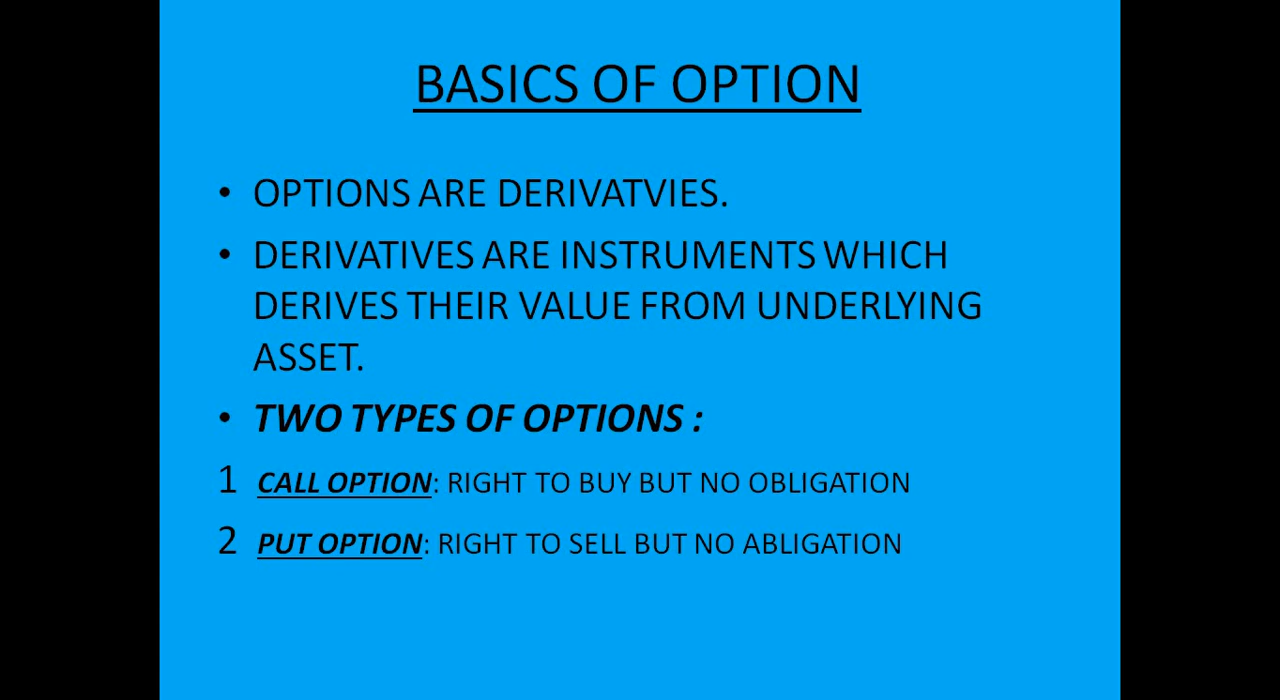 BASICS OF OPTION
• OPTIONS ARE DERIVATVIES.
• DERIVATIVES ARE INSTRUMENTS WHICH
DERIVES THEIR VALUE FROM UNDERLYING
ASSET.
• TWO TYPES OF OPTIONS :
1 CALL OPTION: RIGHT TO BUY BUT NO OBLIGATION
2 PUT OPTION: RIGHT TO SELL BUT NO ABLIGATION